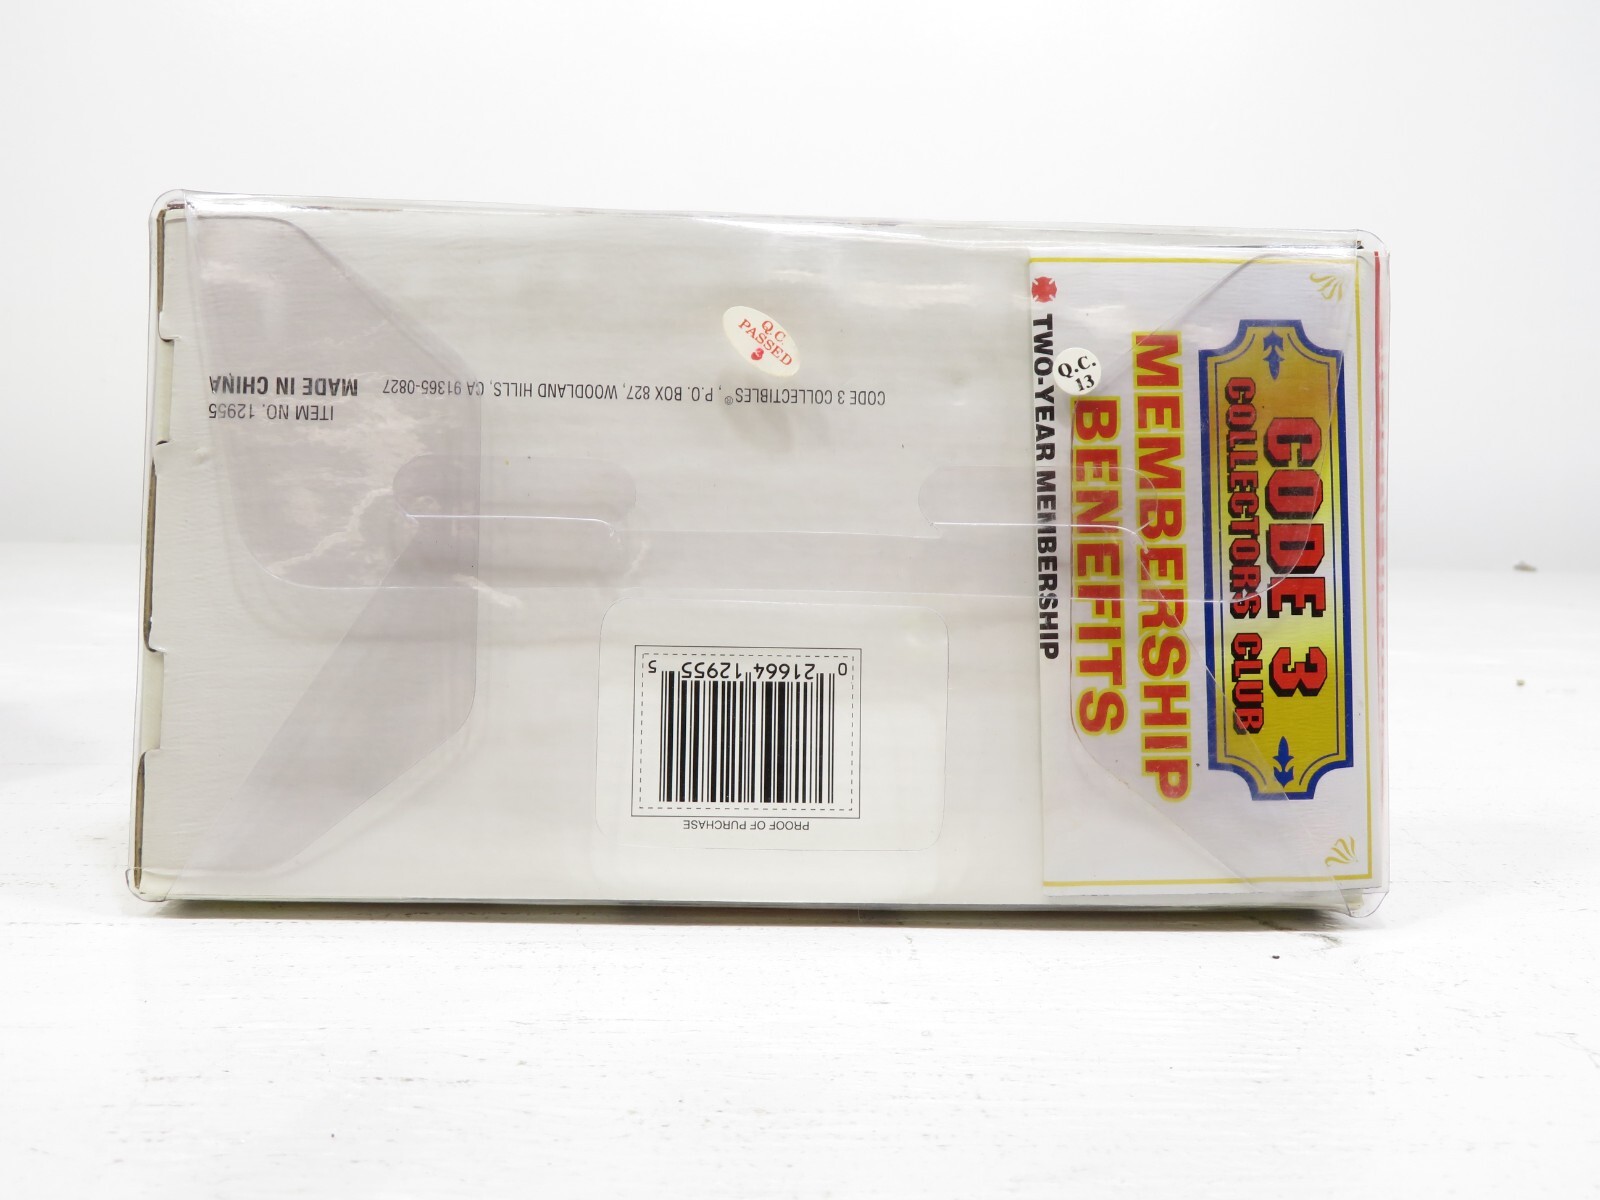 ITEM NO. 12955
MADE IN CHINA
CODE 3 COLLECTIBLES®, P.O. BOX 827, WOODLAND HILLS, CA 91365-0827
Q.C.
PASSED
3
PROOF OF PURCHASE
0 21664 12955 5
CODE 3
COLLECTORS CLUB
MEMBERSHIP
BENEFITS
TWO-YEAR MEMBERSHIP
Q.C.
13